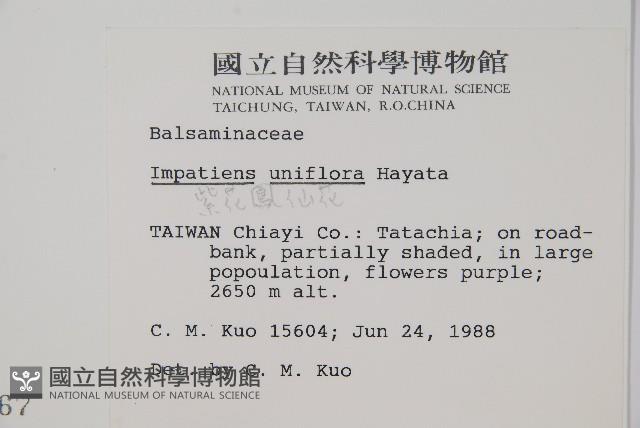 國立自然科學博物館
NATIONAL MUSEUM OF NATURAL SCIENCE
TAICHUNG, TAIWAN, R.O.CHINA
Balsaminaceae
Impatiens uniflora Hayata
紫花鳳仙花
TAIWAN Chiayi Co.: Tatachia; on road-
bank, partially shaded, in large
popoulation, flowers purple;
2650 m alt.
C. M. Kuo 15604; Jun 24, 1988
Det. by C. M. Kuo
國立自然科學博物館
NATIONAL MUSEUM OF NATURAL SCIENCE
67